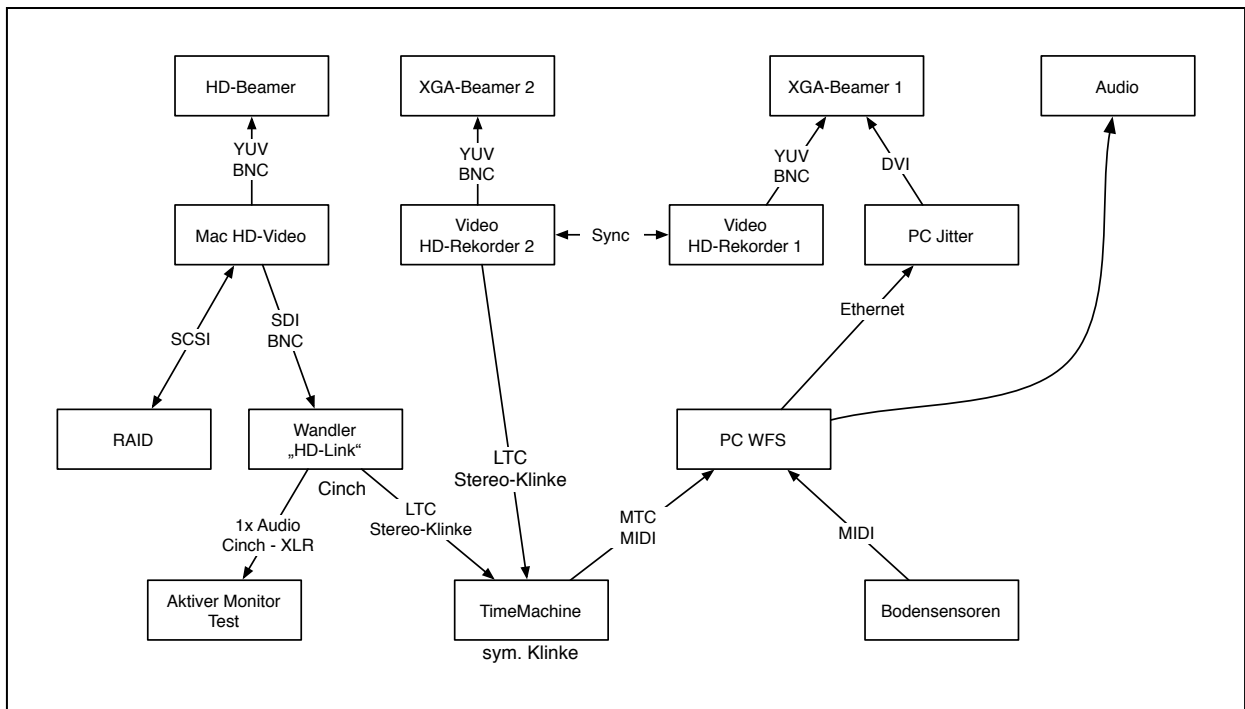 HD-Beamer
XGA-Beamer 2
XGA-Beamer 1
Audio
YUV
BNC
YUV
BNC
YUV
BNC
DVI
Mac HD-Video
Video
HD-Rekorder 2
Sync
Video
HD-Rekorder 1
PC Jitter
SCSI
SDI
BNC
Ethernet
RAID
Wandler
„HD-Link“
PC WFS
Cinch
LTC
Stereo-Klinke
LTC
Stereo-Klinke
1x Audio
Cinch - XLR
MTC
MIDI
MIDI
Aktiver Monitor
Test
TimeMachine
Bodensensoren
sym. Klinke